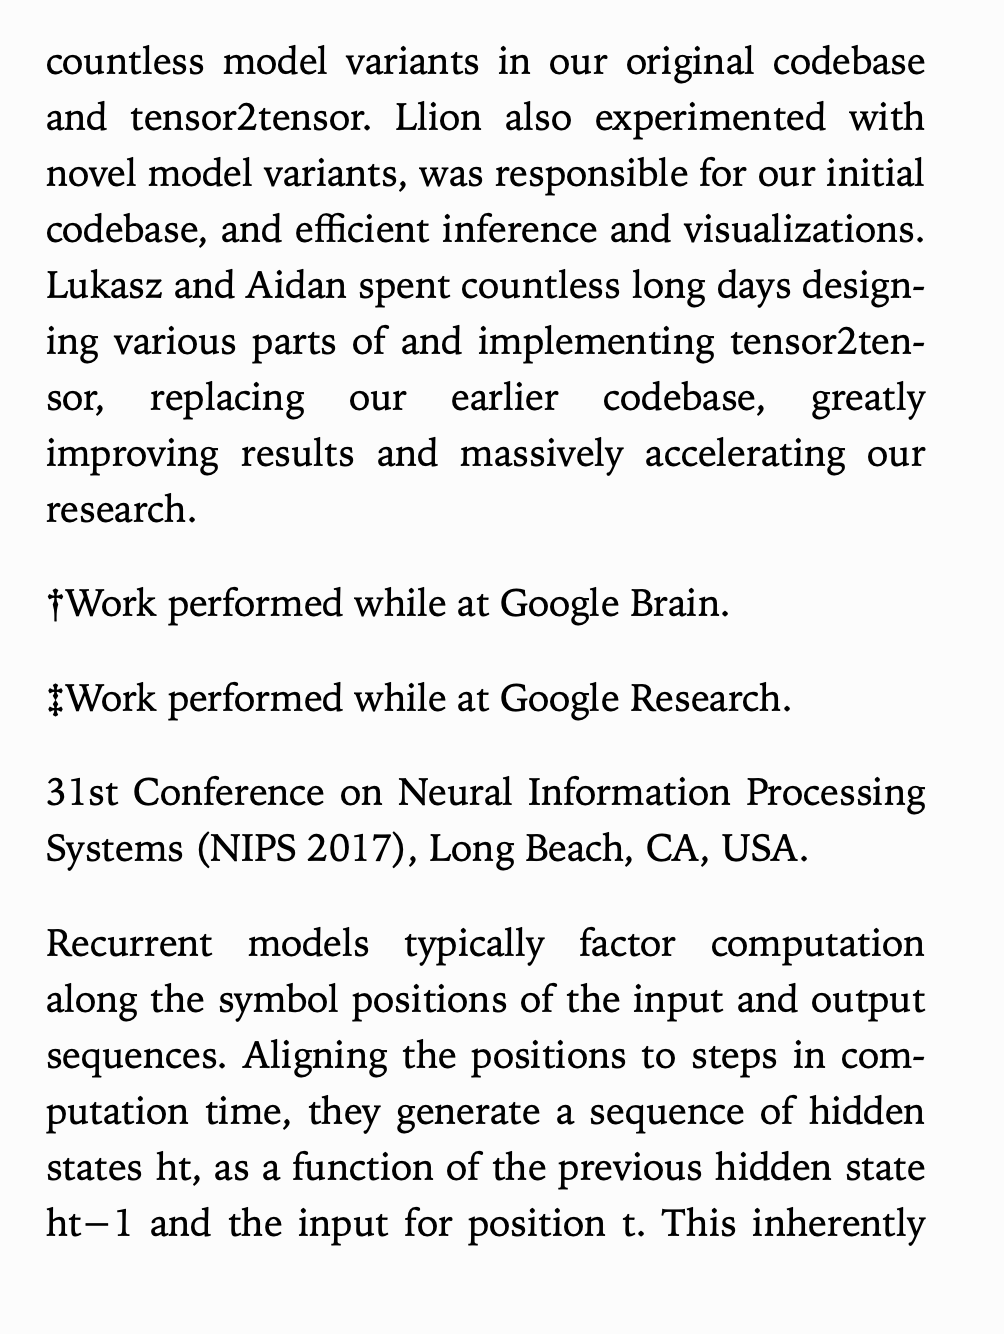 countless model variants in our original codebase
and tensor2tensor. Llion also experimented with
novel model variants, was responsible for our initial
codebase, and efficient inference and visualizations.
Lukasz and Aidan spent countless long days design-
ing various parts of and implementing tensor2ten-
sor, replacing our earlier codebase, greatly
improving results and massively accelerating our
research.
†Work performed while at Google Brain.
‡Work performed while at Google Research.
31st Conference on Neural Information Processing
Systems (NIPS 2017), Long Beach, CA, USA.
Recurrent models typically factor computation
along the symbol positions of the input and output
sequences. Aligning the positions to steps in com-
putation time, they generate a sequence of hidden
states ht, as a function of the previous hidden state
ht−1 and the input for position t. This inherently